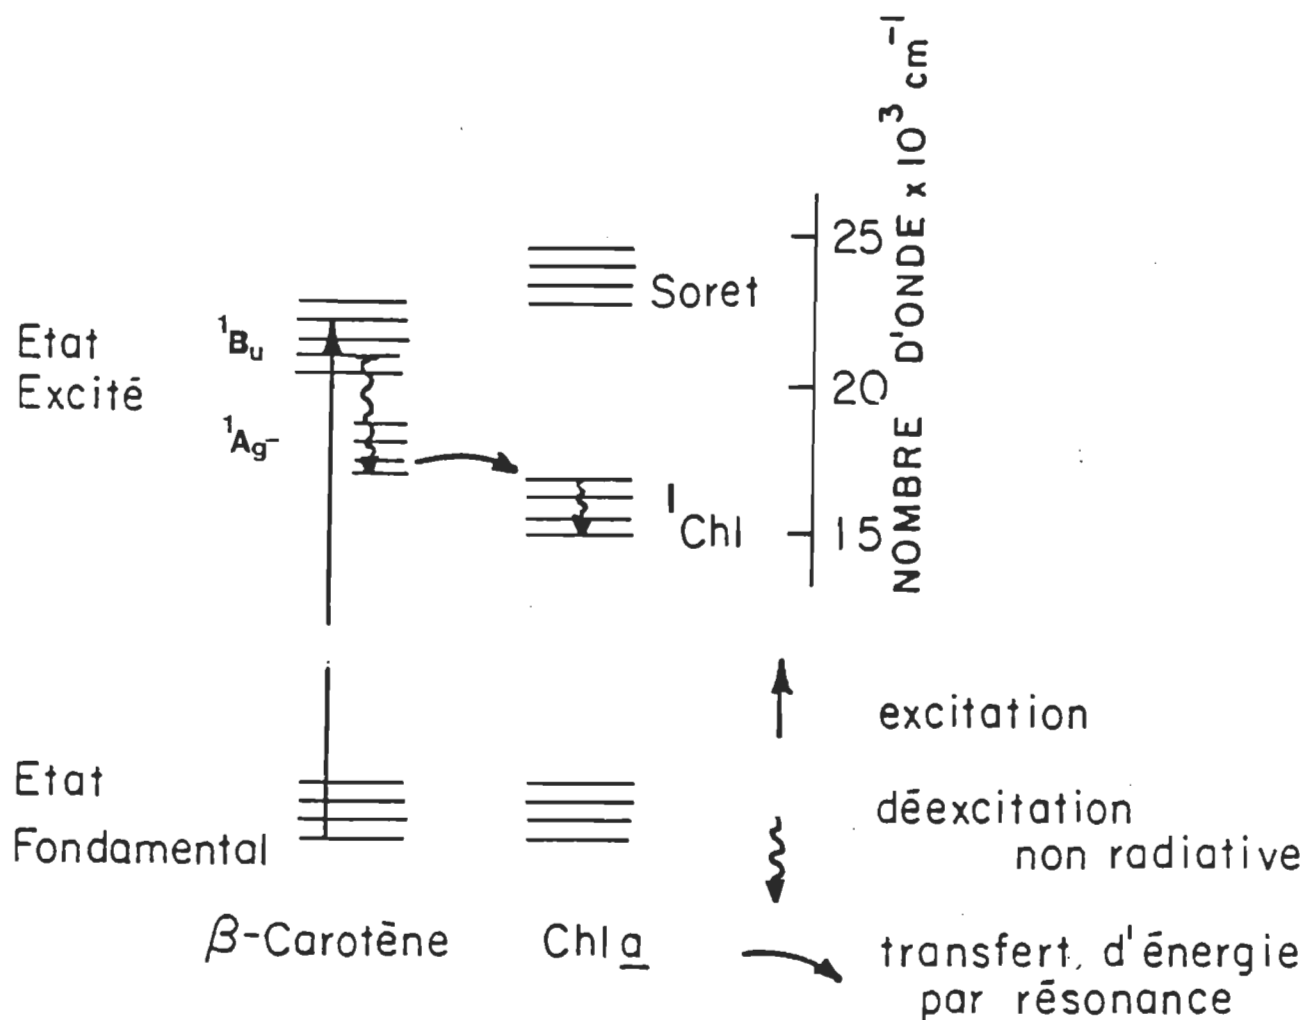 NOMBRE D'ONDE x 10³ cm⁻¹
25
20
15
Soret
Etat
Excité
¹Bu
¹Ag⁻
¹Chl
excitation
Etat
Fondamental
déexcitation
non radiative
β-Carotène
Chl a
transfert d'énergie
par résonance